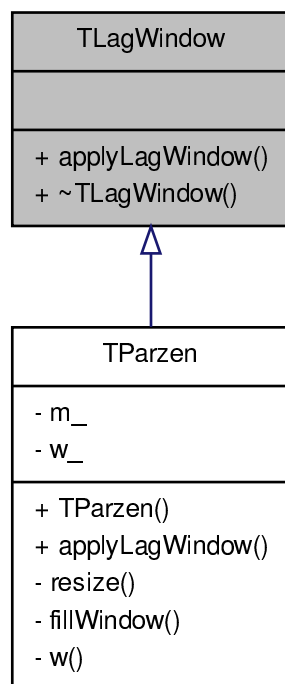 TLagWindow
+ applyLagWindow()
+ ~TLagWindow()
TParzen
- m_
- w_
+ TParzen()
+ applyLagWindow()
- resize()
- fillWindow()
- w()